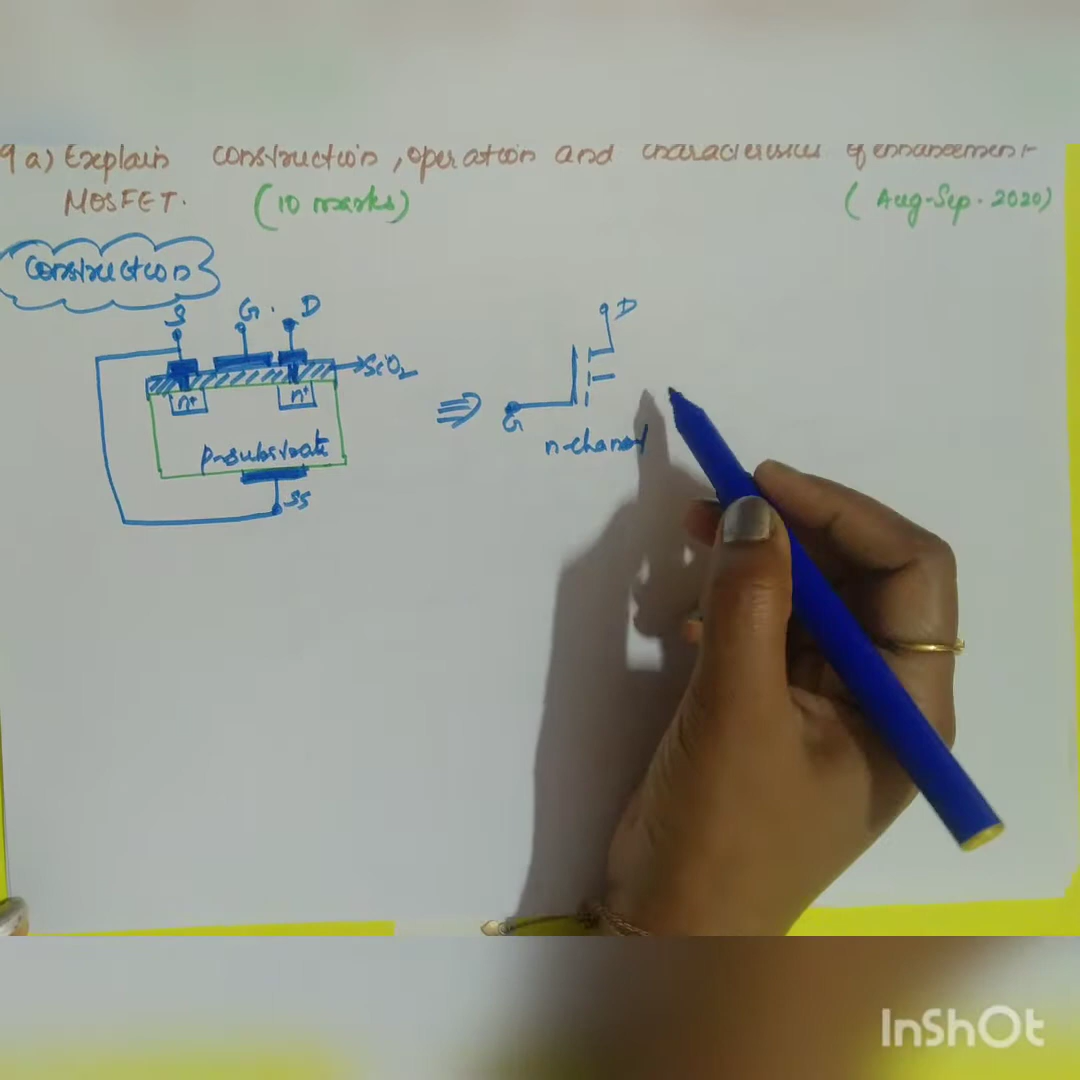 9 a) Explain construction, operation and characteristics of enhancement
MOSFET. (10 marks) (Aug-Sep. 2020)
Construction
S G. D
SiO2
n+ n+
p-substrate
SS
⇛
D
G
n-channel
InShOt